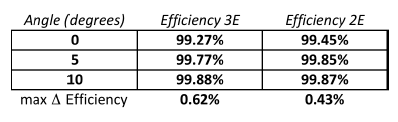 Angle (degrees) Efficiency 3E Efficiency 2E
0 99.27% 99.45%
5 99.77% 99.85%
10 99.88% 99.87%
max Δ Efficiency 0.62% 0.43%